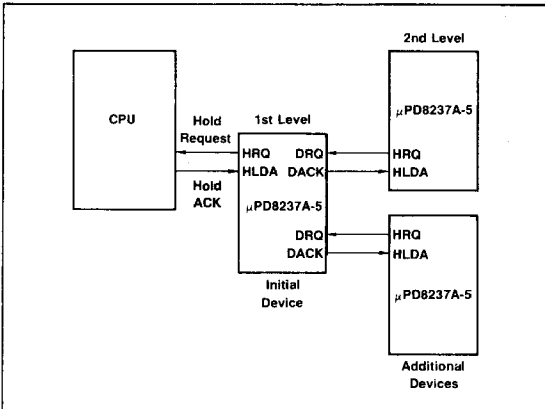 2nd Level
μPD8237A-5
CPU
Hold
Request
1st Level
HRQ DRQ
HRQ
HLDA DACK
HLDA
Hold
ACK
μPD8237A-5
DRQ
HRQ
DACK
HLDA
Initial
Device
μPD8237A-5
Additional
Devices